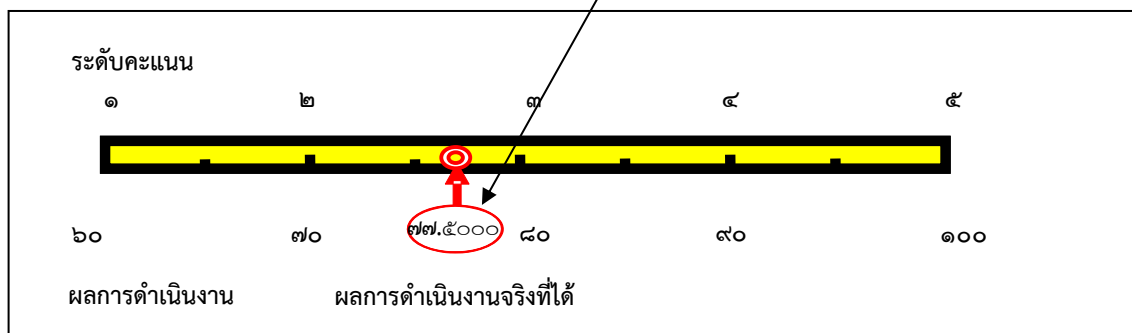 ระดับคะแนน
๑ ๒ ๓ ๔ ๕
๖๐ ๗๐ ๗๗.๕๐๐๐ ๘๐ ๙๐ ๑๐๐
ผลการดำเนินงาน ผลการดำเนินงานจริงที่ได้